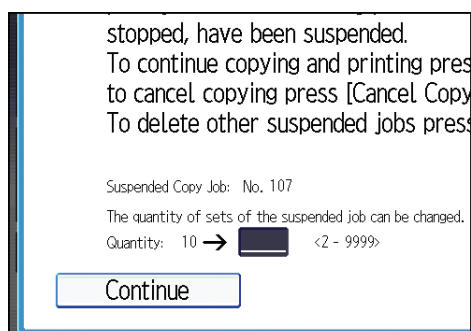 stopped, have been suspended.
To continue copying and printing pres
to cancel copying press [Cancel Copy
To delete other suspended jobs press
Suspended Copy Job: No. 107
The quantity of sets of the suspended job can be changed.
Quantity: 10 → <2 - 9999>
Continue